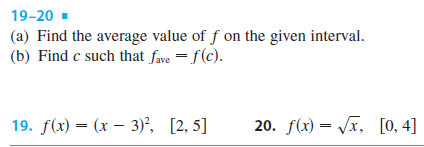 19–20 ■
(a) Find the average value of f on the given interval.
(b) Find c such that fave = f(c).
19. f(x) = (x − 3)², [2, 5] 20. f(x) = √x, [0, 4]